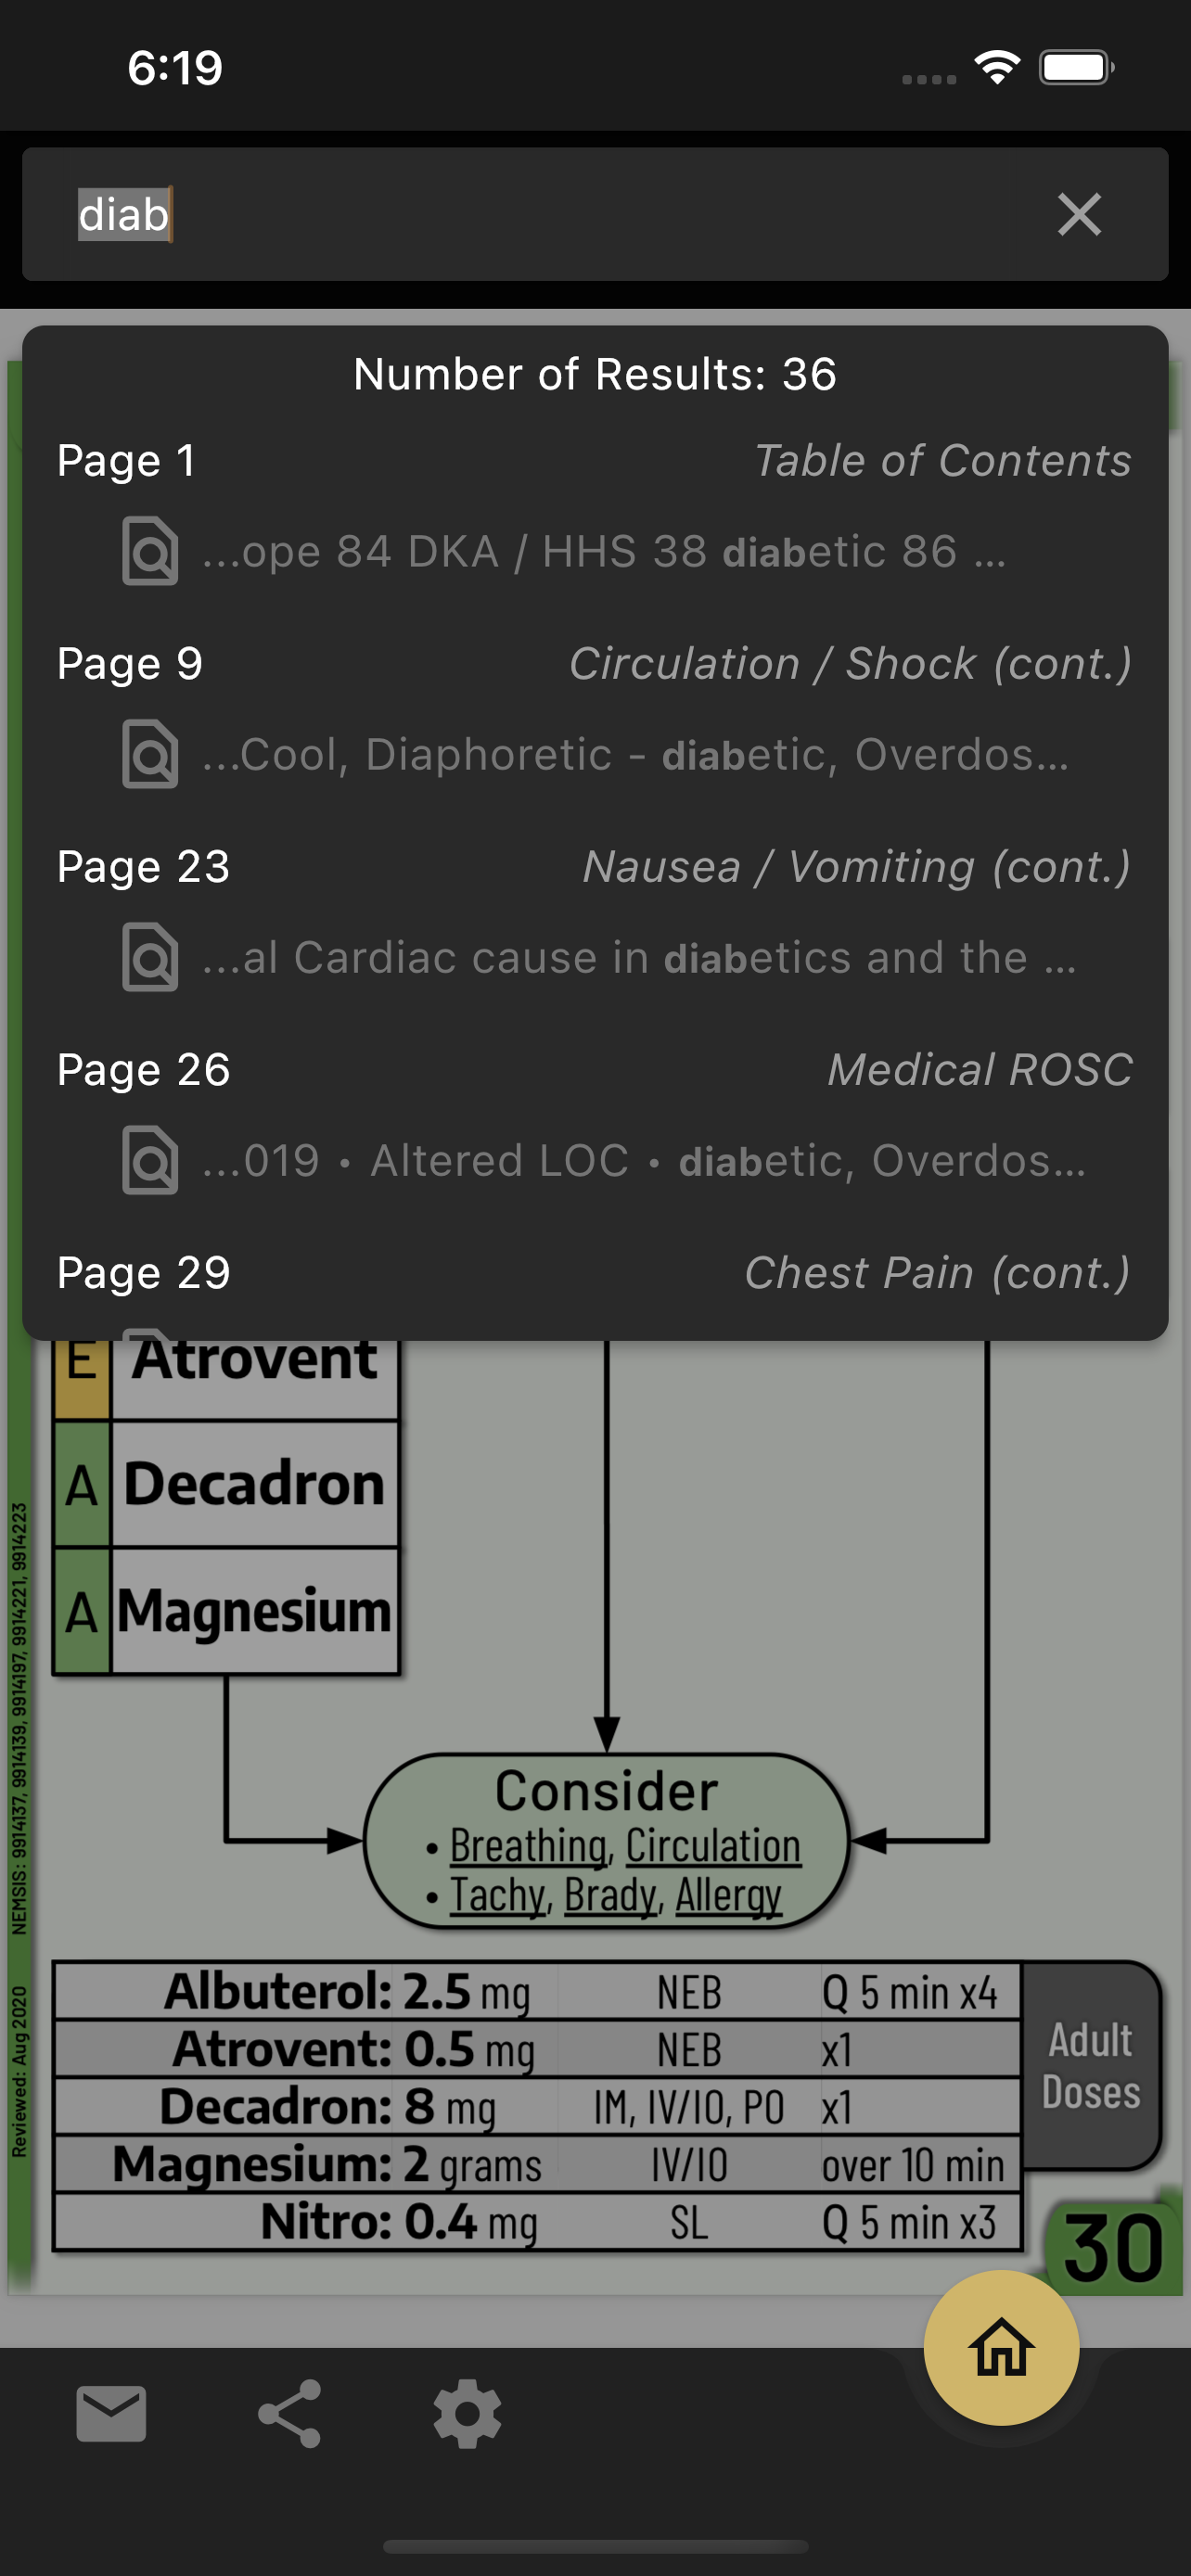 6:19
diab
Number of Results: 36
Page 1 Table of Contents
...ope 84 DKA / HHS 38 diabetic 86 ...
Page 9 Circulation / Shock (cont.)
...Cool, Diaphoretic - diabetic, Overdos...
Page 23 Nausea / Vomiting (cont.)
...al Cardiac cause in diabetics and the ...
Page 26 Medical ROSC
...019 • Altered LOC • diabetic, Overdos...
Page 29 Chest Pain (cont.)
E Atrovent
A Decadron
A Magnesium
Consider
• Breathing, Circulation
• Tachy, Brady, Allergy
Albuterol: 2.5 mg NEB Q 5 min x4
Atrovent: 0.5 mg NEB x1
Decadron: 8 mg IM, IV/IO, PO x1
Magnesium: 2 grams IV/IO over 10 min
Nitro: 0.4 mg SL Q 5 min x3
Adult
Doses
30
Reviewed: Aug 2020 NEMSIS: 9914137, 9914139, 9914197, 9914221, 9914223